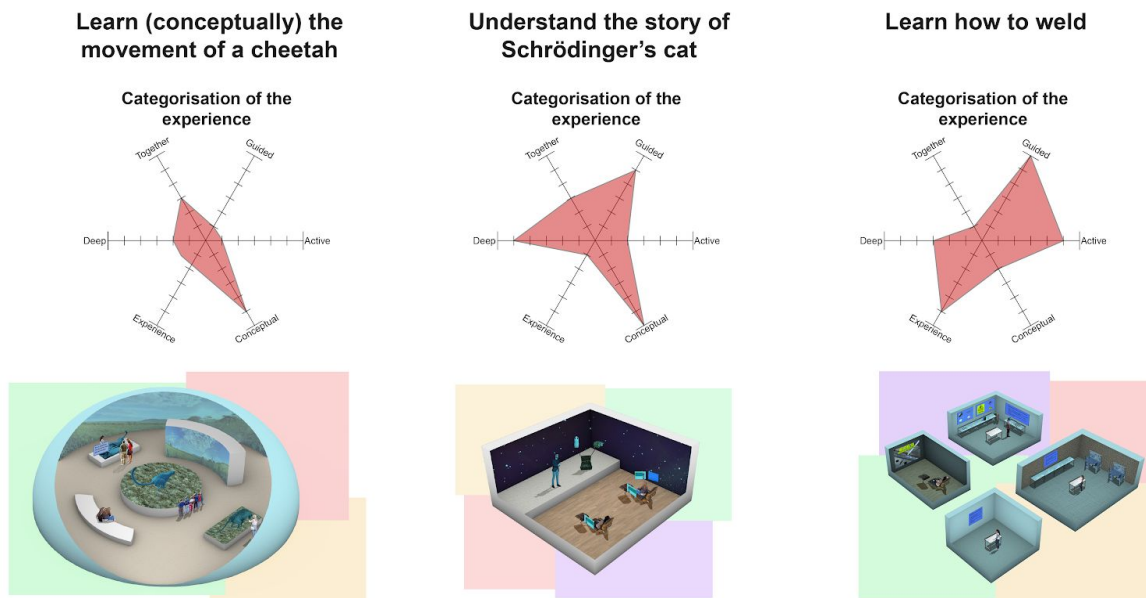 Learn (conceptually) the
movement of a cheetah
Categorisation of the
experience
Together
Guided
Deep
Active
Experience
Conceptual
Understand the story of
Schrödinger's cat
Categorisation of the
experience
Together
Guided
Deep
Active
Experience
Conceptual
Learn how to weld
Categorisation of the
experience
Together
Guided
Deep
Active
Experience
Conceptual